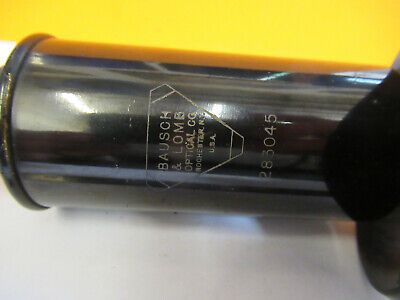 BAUSCH
& LOMB
OPTICAL CO.
ROCHESTER, N.Y.
U.S.A.
285045